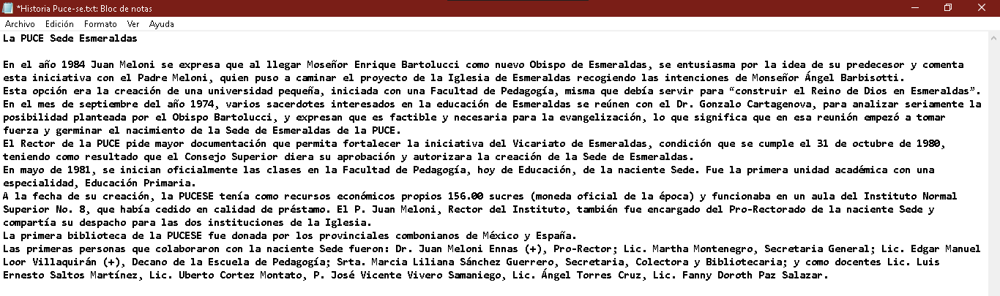 *Historia Puce-se.txt: Bloc de notas
Archivo Edición Formato Ver Ayuda
La PUCE Sede Esmeraldas
En el año 1984 Juan Meloni se expresa que al llegar Moseñor Enrique Bartolucci como nuevo Obispo de Esmeraldas, se entusiasma por la idea de su predecesor y comenta
esta iniciativa con el Padre Meloni, quien puso a caminar el proyecto de la Iglesia de Esmeraldas recogiendo las intenciones de Monseñor Ángel Barbisotti.
Esta opción era la creación de una universidad pequeña, iniciada con una Facultad de Pedagogía, misma que debía servir para “construir el Reino de Dios en Esmeraldas”.
En el mes de septiembre del año 1974, varios sacerdotes interesados en la educación de Esmeraldas se reúnen con el Dr. Gonzalo Cartagenova, para analizar seriamente la
posibilidad planteada por el Obispo Bartolucci, y expresan que es factible y necesaria para la evangelización, lo que significa que en esa reunión empezó a tomar
fuerza y germinar el nacimiento de la Sede de Esmeraldas de la PUCE.
El Rector de la PUCE pide mayor documentación que permita fortalecer la iniciativa del Vicariato de Esmeraldas, condición que se cumple el 31 de octubre de 1980,
teniendo como resultado que el Consejo Superior diera su aprobación y autorizara la creación de la Sede de Esmeraldas.
En mayo de 1981, se inician oficialmente las clases en la Facultad de Pedagogía, hoy de Educación, de la naciente Sede. Fue la primera unidad académica con una
especialidad, Educación Primaria.
A la fecha de su creación, la PUCESE tenía como recursos económicos propios 156.00 sucres (moneda oficial de la época) y funcionaba en un aula del Instituto Normal
Superior No. 8, que había cedido en calidad de préstamo. El P. Juan Meloni, Rector del Instituto, también fue encargado del Pro-Rectorado de la naciente Sede y
compartía su despacho para las dos instituciones de la Iglesia.
La primera biblioteca de la PUCESE fue donada por los provinciales combonianos de México y España.
Las primeras personas que colaboraron con la naciente Sede fueron: Dr. Juan Meloni Ennas (+), Pro-Rector; Lic. Martha Montenegro, Secretaria General; Lic. Edgar Manuel
Loor Villaquirán (+), Decano de la Escuela de Pedagogía; Srta. Marcia Liliana Sánchez Guerrero, Secretaria, Colectora y Bibliotecaria; y como docentes Lic. Luis
Ernesto Saltos Martínez, Lic. Uberto Cortez Montato, P. José Vicente Vivero Samaniego, Lic. Ángel Torres Cruz, Lic. Fanny Doroth Paz Salazar.